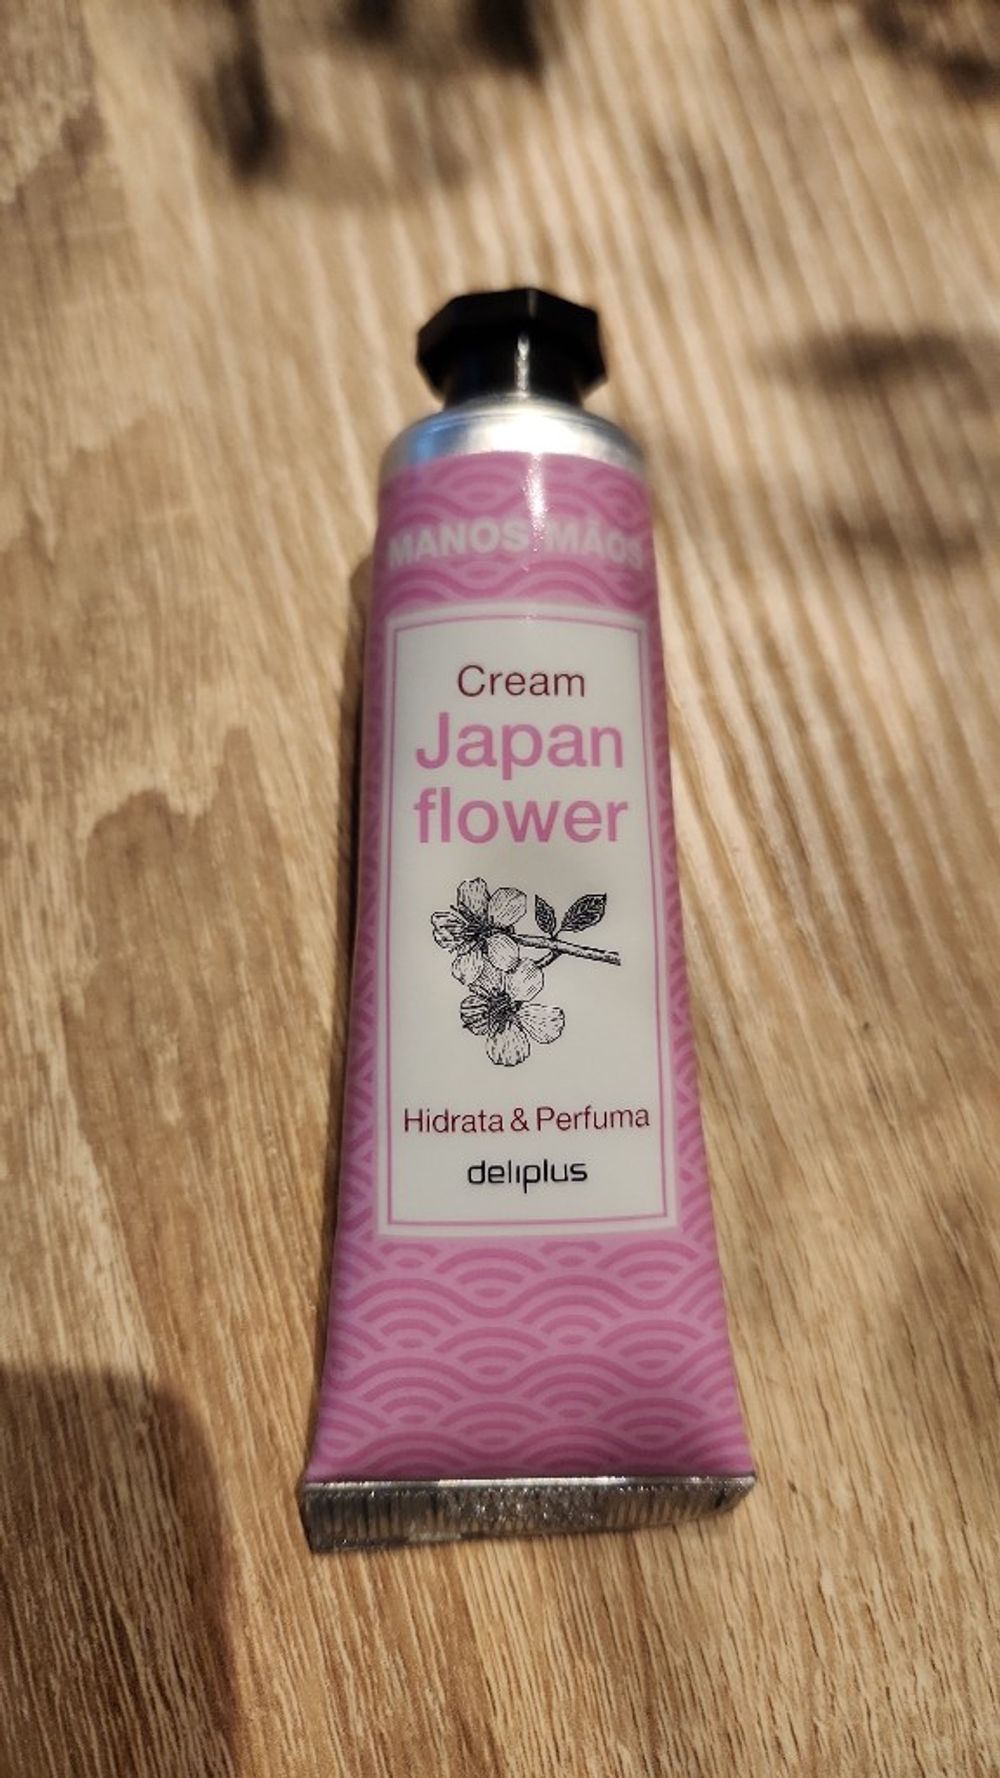 MANOS MÃOS
Cream
Japan
flower
Hidrata & Perfuma
deliplus